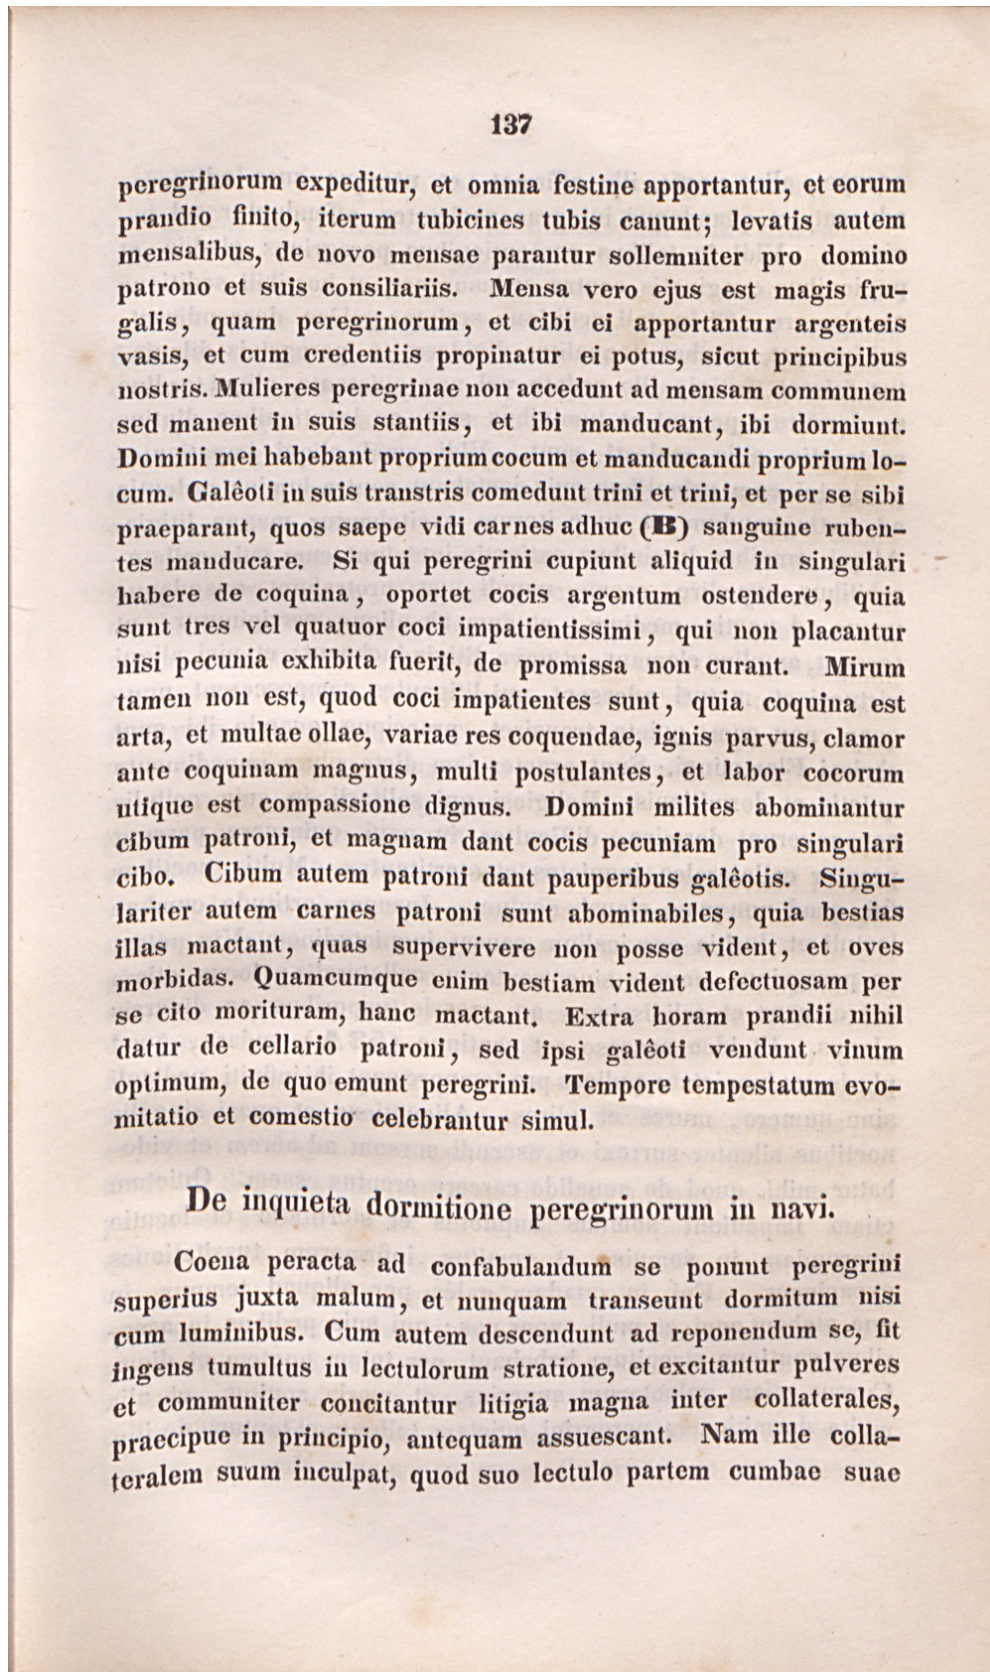 137
peregrinorum expeditur, et omnia festine apportantur, et eorum
prandio finito, iterum tubicines tubis canunt; levatis autem
mensalibus, de novo mensae parantur sollemniter pro domino
patrono et suis consiliariis. Mensa vero ejus est magis fru-
galis, quam peregrinorum, et cibi ei apportantur argenteis
vasis, et cum credentiis propinatur ei potus, sicut principibus
nostris. Mulieres peregrinae non accedunt ad mensam communem
sed manent in suis stantiis, et ibi manducant, ibi dormiunt.
Domini mei habebant proprium cocum et manducandi proprium lo-
cum. Galêoti in suis transtris comedunt trini et trini, et per se sibi
praeparant, quos saepe vidi carnes adhuc (B) sanguine ruben-
tes manducare. Si qui peregrini cupiunt aliquid in singulari
habere de coquina, oportet cocis argentum ostendere, quia
sunt tres vel quatuor coci impatientissimi, qui non placantur
nisi pecunia exhibita fuerit, de promissa non curant. Mirum
tamen non est, quod coci impatientes sunt, quia coquina est
arta, et multae ollae, variae res coquendae, ignis parvus, clamor
ante coquinam magnus, multi postulantes, et labor cocorum
utique est compassione dignus. Domini milites abominantur
cibum patroni, et magnam dant cocis pecuniam pro singulari
cibo. Cibum autem patroni dant pauperibus galêotis. Singu-
lariter autem carnes patroni sunt abominabiles, quia bestias
illas mactant, quas supervivere non posse vident, et oves
morbidas. Quamcumque enim bestiam vident defectuosam per
se cito morituram, hanc mactant. Extra horam prandii nihil
datur de cellario patroni, sed ipsi galêoti vendunt vinum
optimum, de quo emunt peregrini. Tempore tempestatum evo-
mitatio et comestio celebrantur simul.
De inquieta dormitione peregrinorum in navi.
Coena peracta ad confabulandum se ponunt peregrini
superius juxta malum, et nunquam transeunt dormitum nisi
cum luminibus. Cum autem descendunt ad reponendum se, fit
ingens tumultus in lectulorum stratione, et excitantur pulveres
et communiter concitantur litigia magna inter collaterales,
praecipue in principio, antequam assuescant. Nam ille colla-
teralem suum inculpat, quod suo lectulo partem cumbae suae